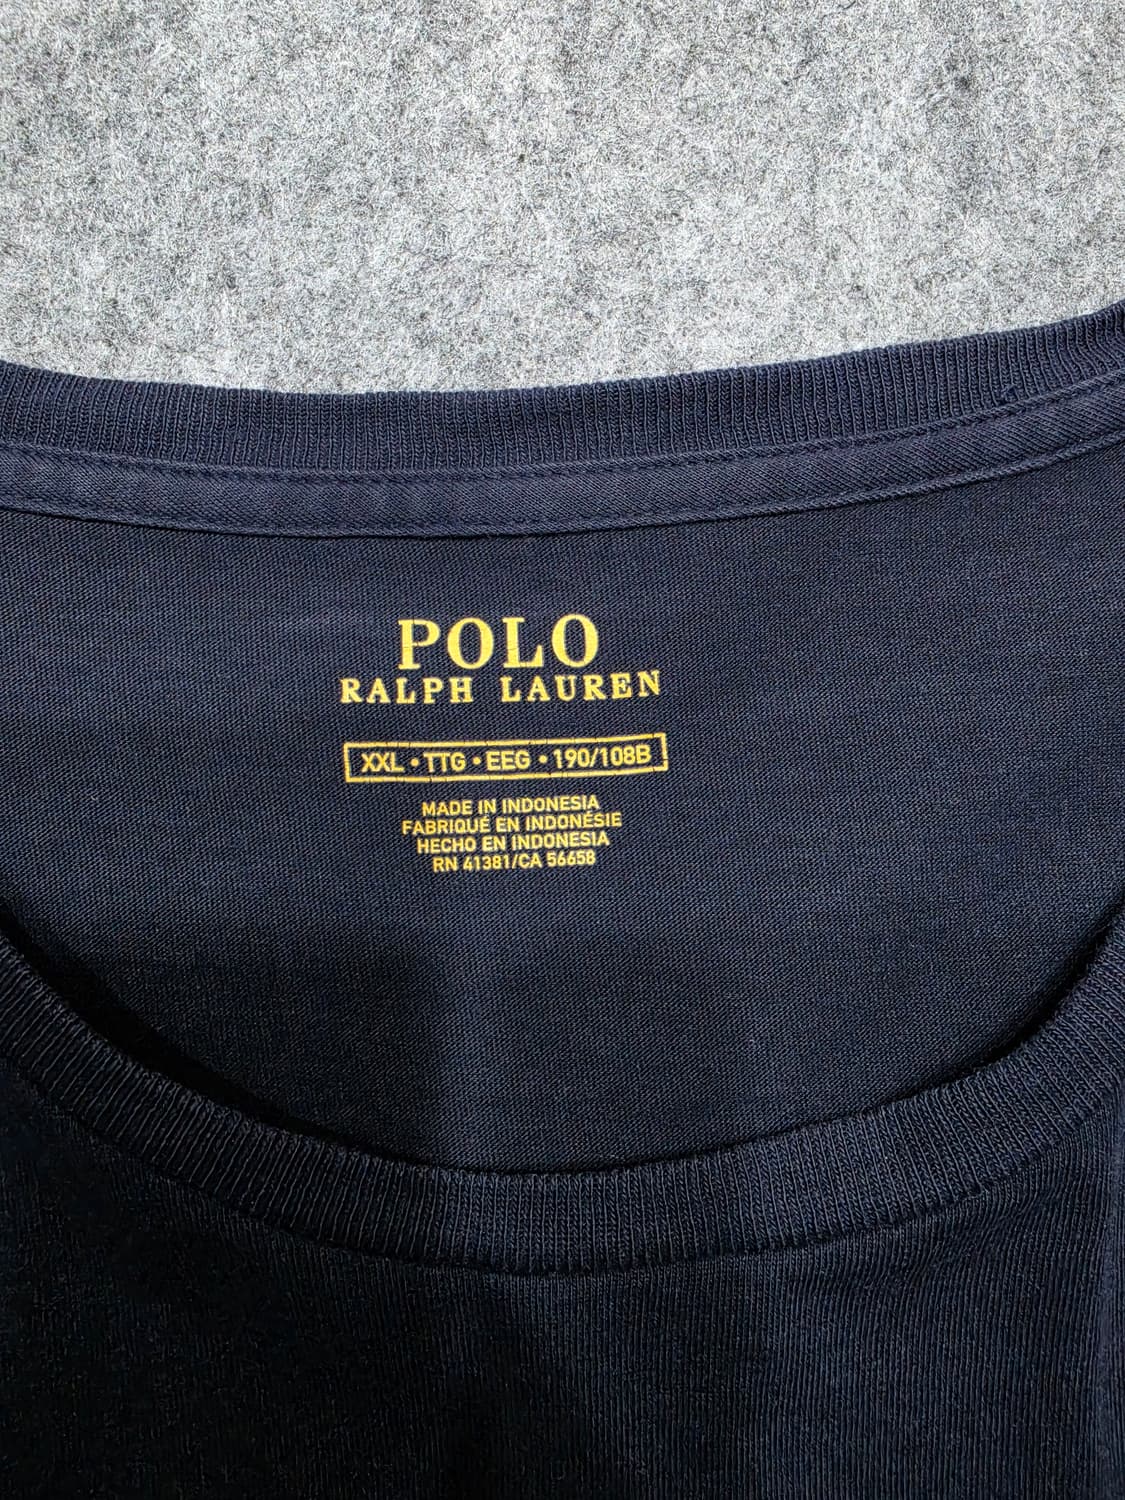 POLO
RALPH LAUREN
XXL • TTG • EEG • 190/108B
MADE IN INDONESIA
FABRIQUÉ EN INDONÉSIE
HECHO EN INDONESIA
RN 41381/CA 56658